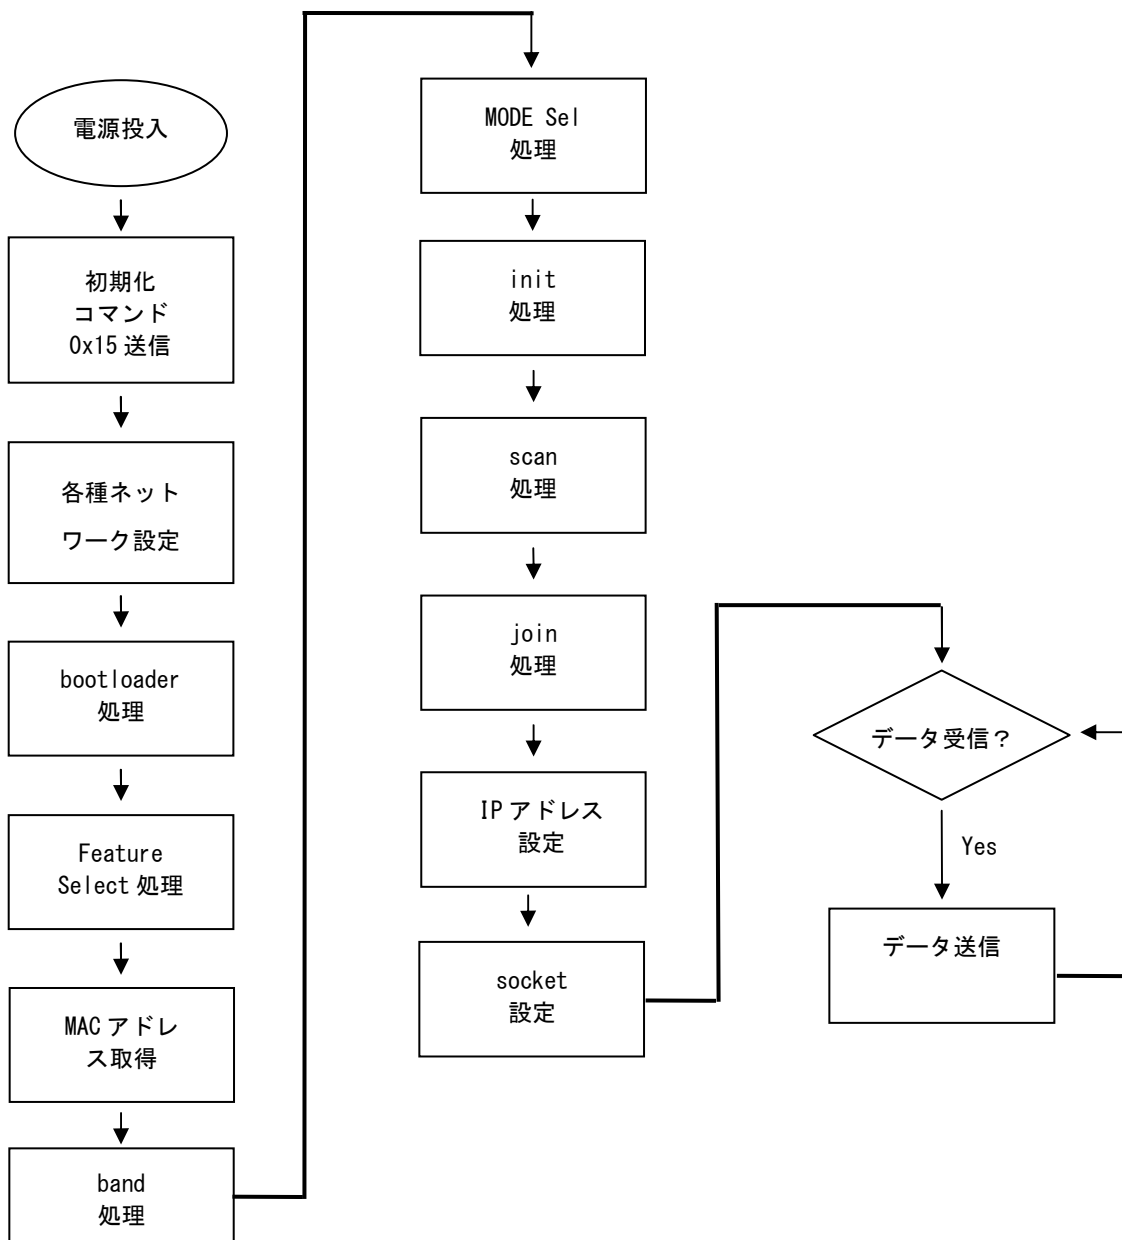 電源投入
初期化
コマンド
0x15 送信
各種ネット
ワーク設定
bootloader
処理
Feature
Select 処理
MAC アドレ
ス取得
band
処理
MODE Sel
処理
init
処理
scan
処理
join
処理
IP アドレス
設定
socket
設定
データ受信?
Yes
データ送信